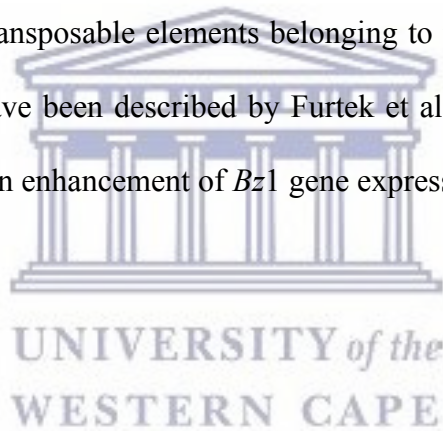 ansposable elements belonging to
ve been described by Furtek et al
n enhancement of Bz1 gene express
UNIVERSITY of the
WESTERN CAPE